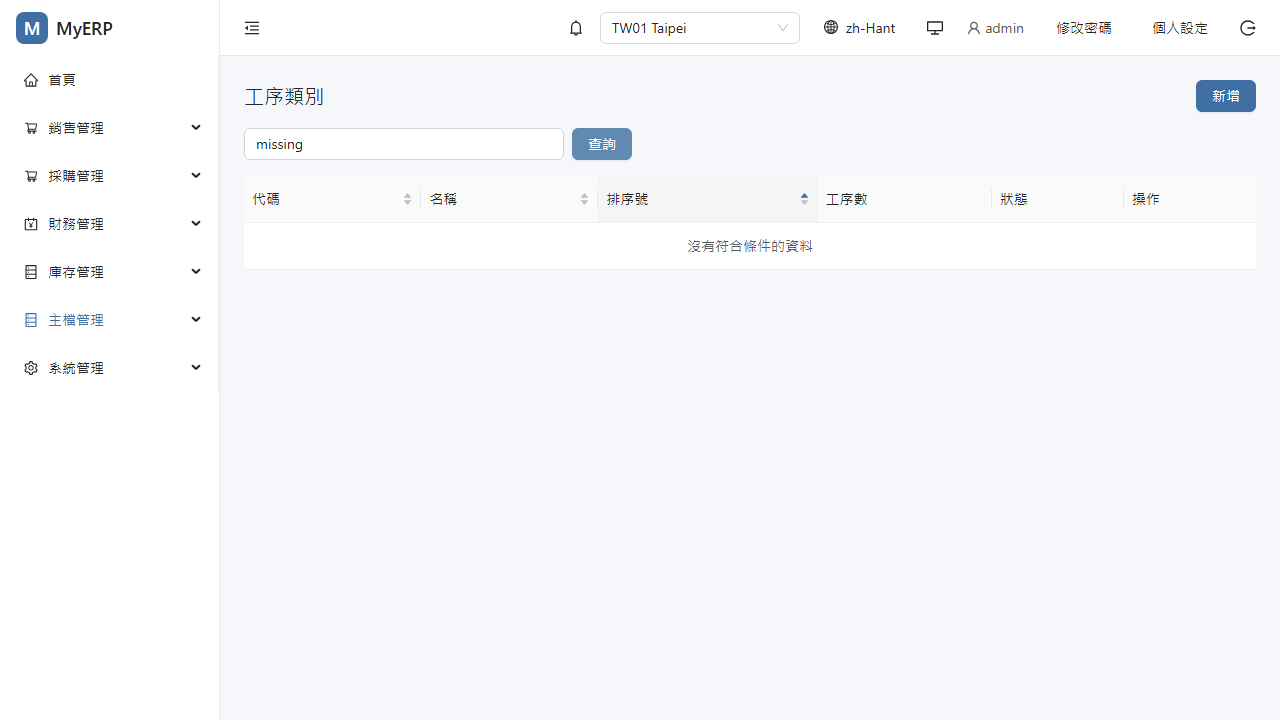 M MyERP
TW01 Taipei
zh-Hant
admin
修改密碼
個人設定
首頁
銷售管理
採購管理
財務管理
庫存管理
主檔管理
系統管理
工序類別
新增
missing
查詢
代碼 名稱 排序號 工序數 狀態 操作
沒有符合條件的資料